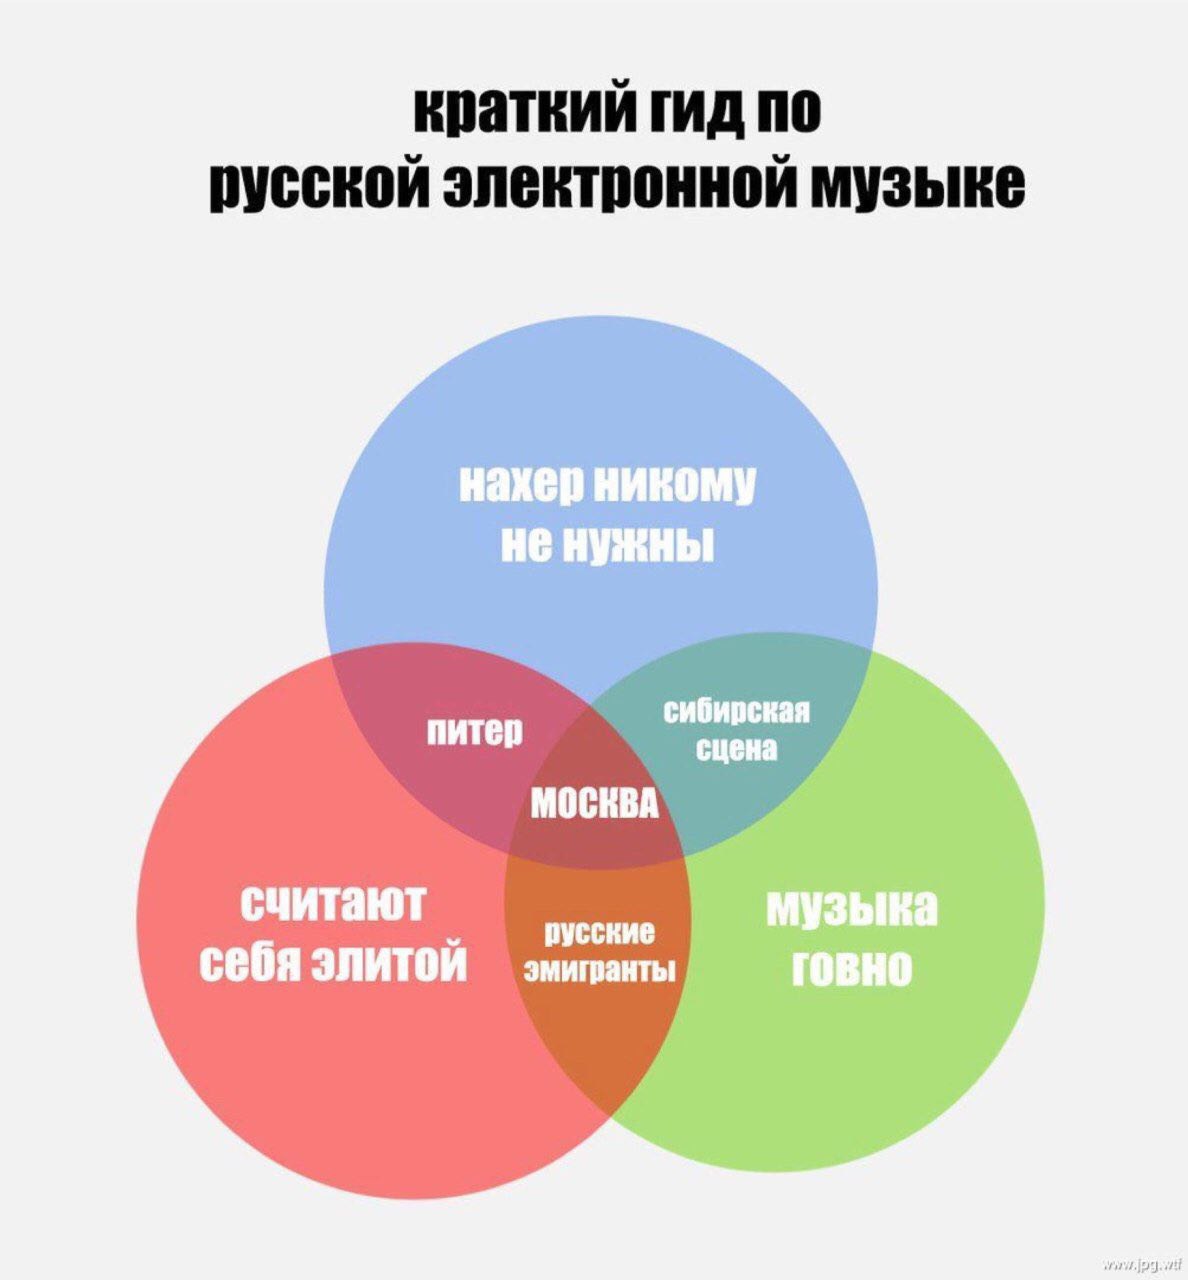 краткий гид по
русской электронной музыке
нахер никому
не нужны
питер
сибирская
сцена
МОСКВА
считают
себя элитой
русские
эмигранты
музыка
говно
www.jpg.wtf